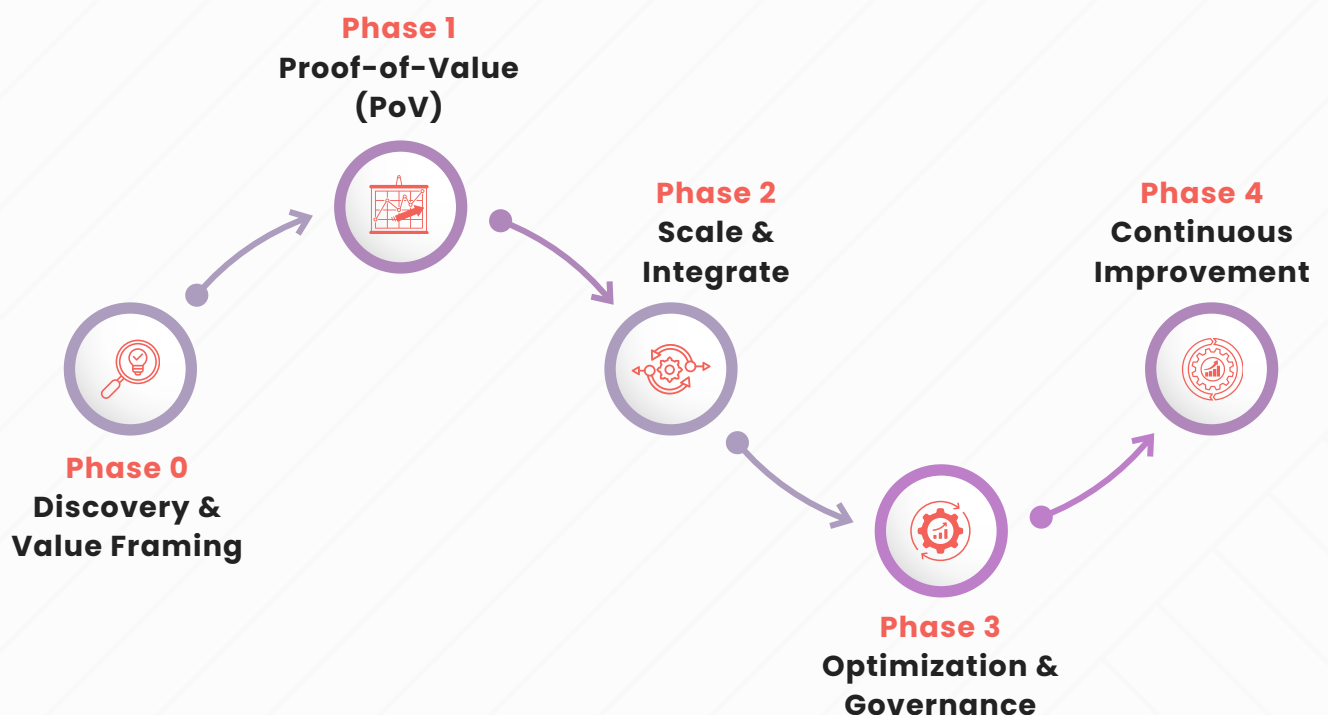 Phase 0
Discovery &
Value Framing
Phase 1
Proof-of-Value
(PoV)
Phase 2
Scale &
Integrate
Phase 3
Optimization &
Governance
Phase 4
Continuous
Improvement